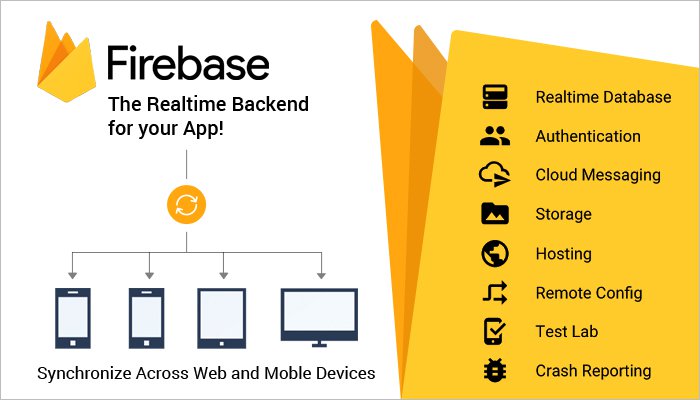 Firebase
The Realtime Backend
for your App!
Synchronize Across Web and Moble Devices
Realtime Database
Authentication
Cloud Messaging
Storage
Hosting
Remote Config
Test Lab
Crash Reporting